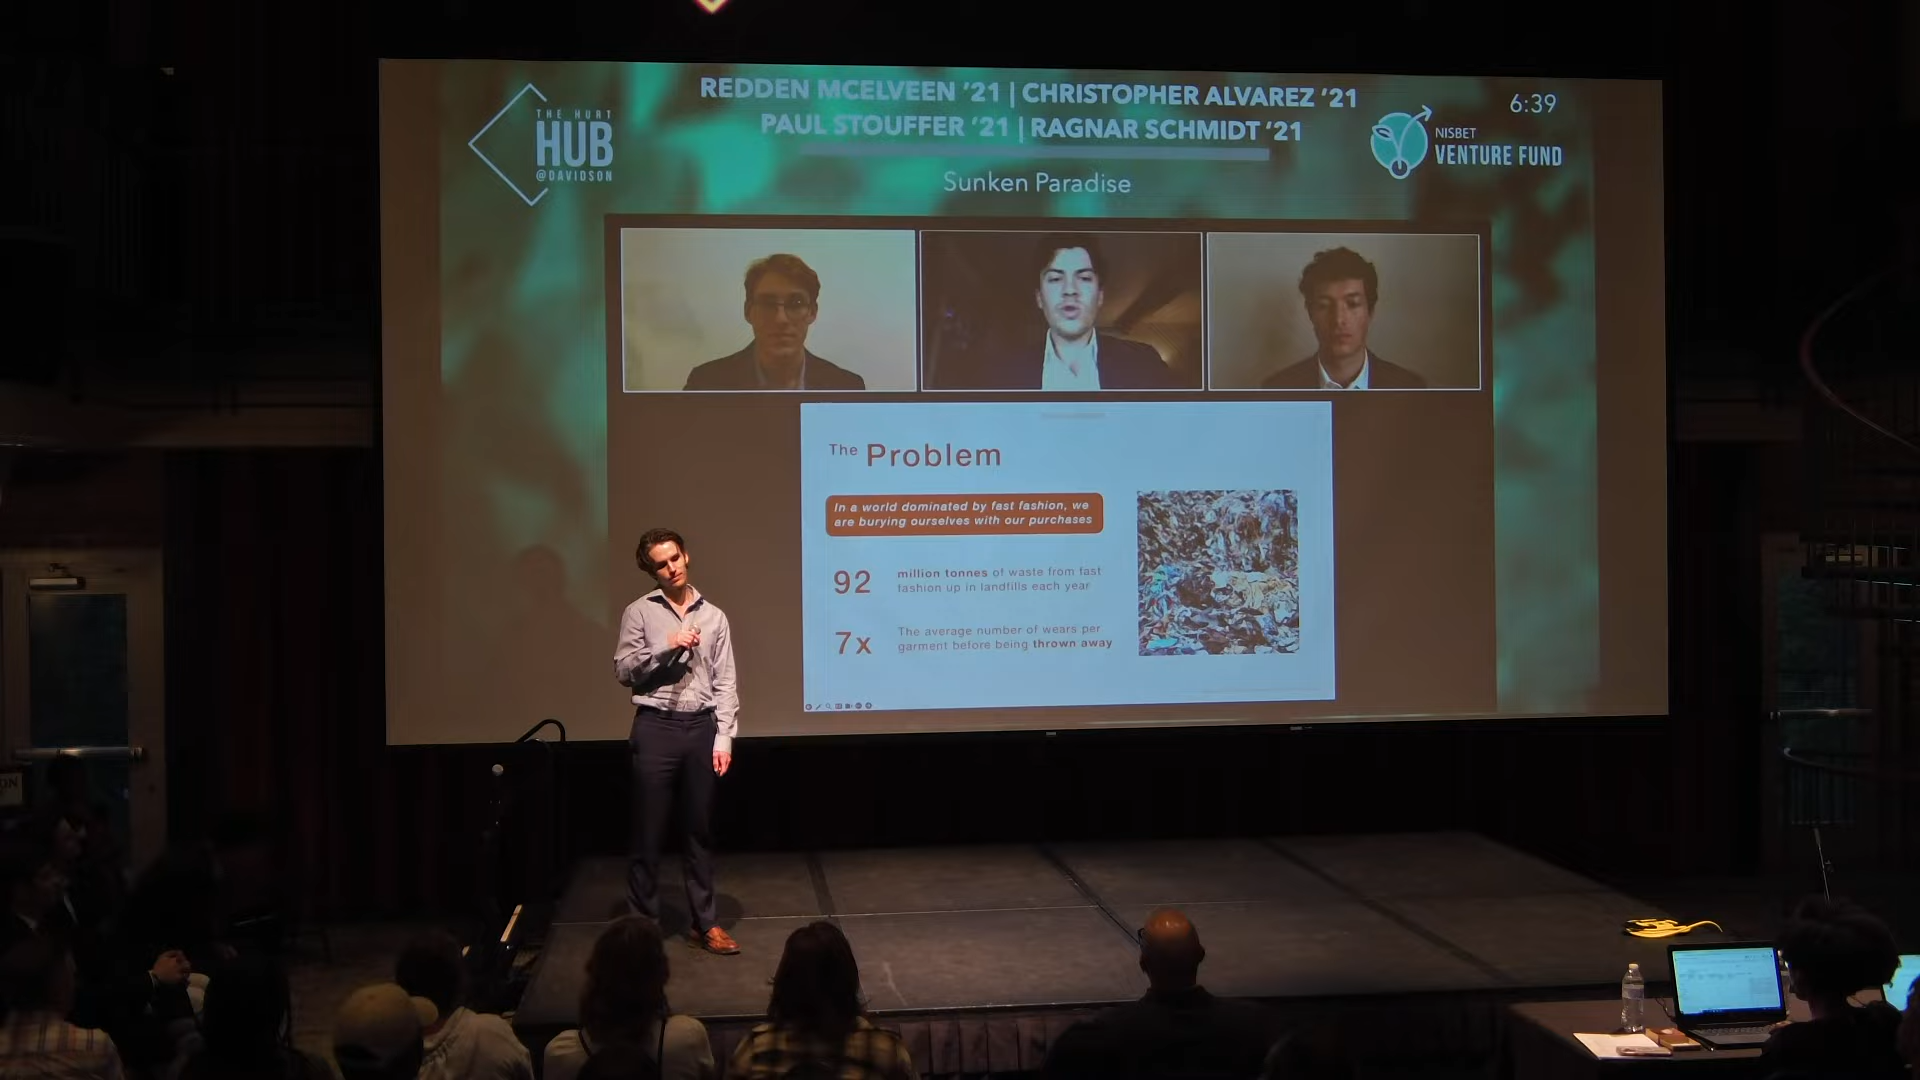 REDDEN MCELVEEN '21 | CHRISTOPHER ALVAREZ '21
PAUL STOUFFER '21 | RAGNAR SCHMIDT '21
Sunken Paradise
THE HURT
HUB
@DAVIDSON
6:39
NISBET
VENTURE FUND
The Problem
In a world dominated by fast fashion, we
are burying ourselves with our purchases
92
million tonnes of waste from fast
fashion up in landfills each year
7x
The average number of wears per
garment before being thrown away
ON